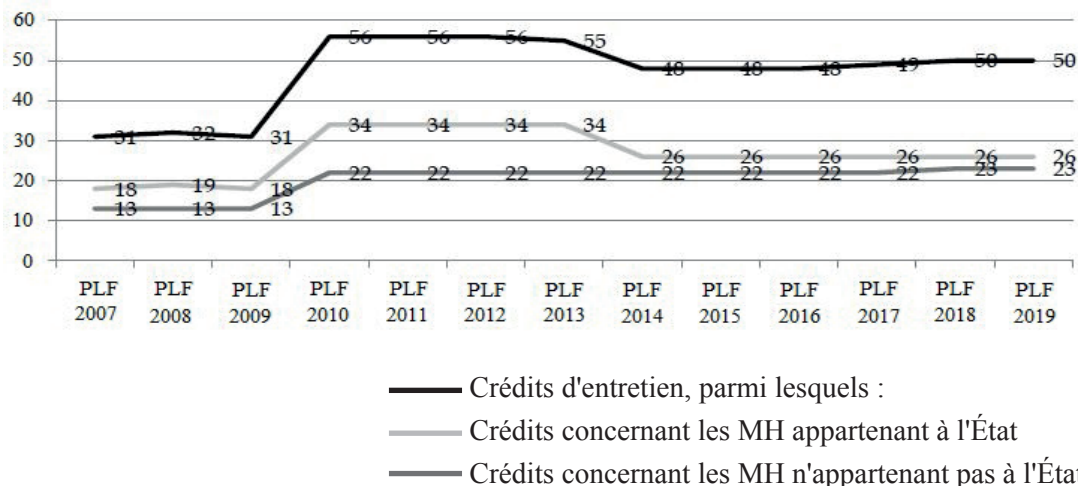 60
56 56 56 55
50
48 48 48 49 50 50
40
34 34 34 34
31 32 31
30
26 26 26 26 26 26
22 22 22 22 22 22 22 22 23 23
20
18 19 18
13 13 13
10
0
PLF PLF PLF PLF PLF PLF PLF PLF PLF PLF PLF PLF PLF
2007 2008 2009 2010 2011 2012 2013 2014 2015 2016 2017 2018 2019
Crédits d'entretien, parmi lesquels :
Crédits concernant les MH appartenant à l'État
Crédits concernant les MH n'appartenant pas à l'État